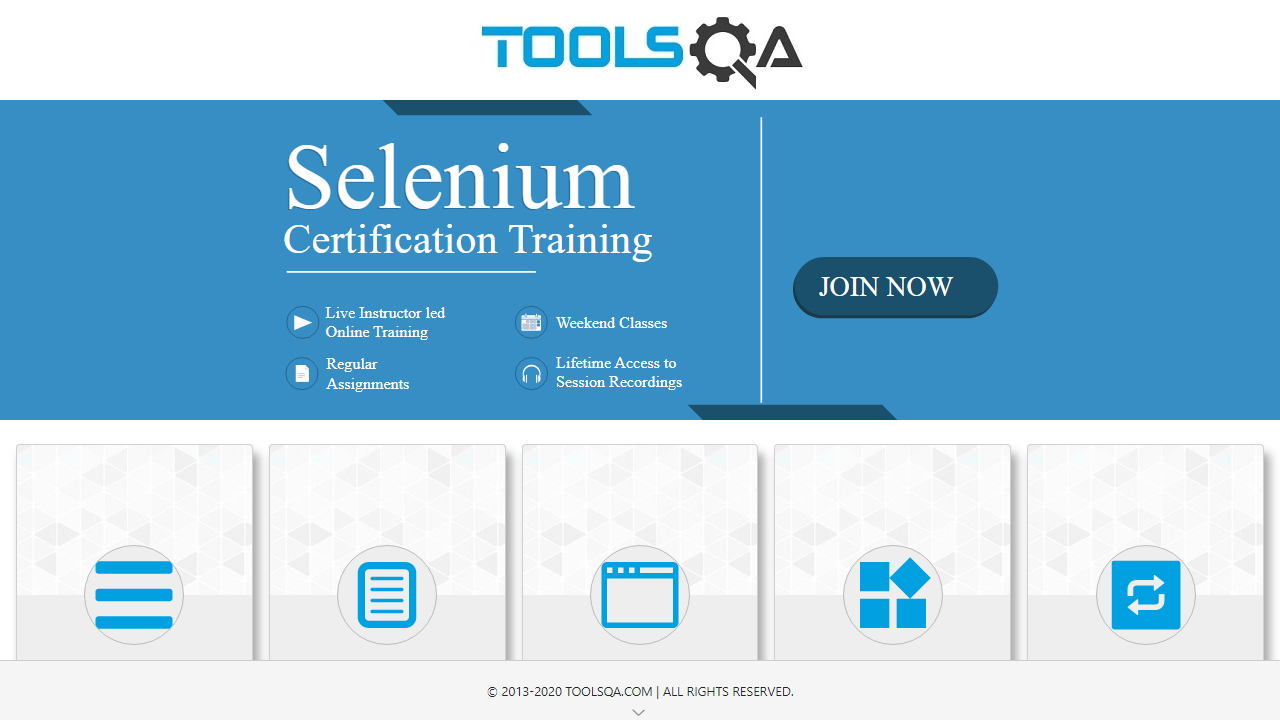 TOOLSQA
Selenium
Certification Training
JOIN NOW
Live Instructor led
Online Training
Weekend Classes
Regular
Assignments
Lifetime Access to
Session Recordings
© 2013-2020 TOOLSQA.COM | ALL RIGHTS RESERVED.